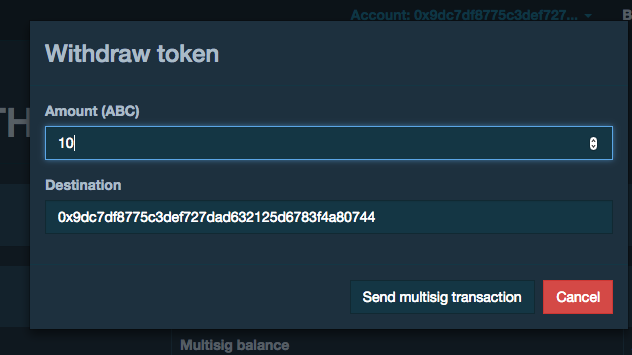 Account: 0x9dc7df8775c3def727...
B
Withdraw token
TH
Amount (ABC)
10
Destination
0x9dc7df8775c3def727dad632125d6783f4a80744
Send multisig transaction Cancel
Multisig balance